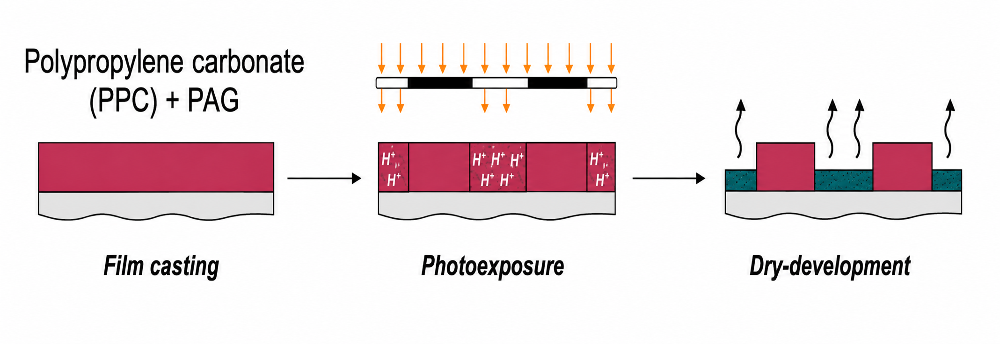 Polypropylene carbonate
(PPC) + PAG
H⁺ H⁺ H⁺ H⁺ H⁺
H⁺ H⁺ H⁺ H⁺
Film casting
Photoexposure
Dry-development